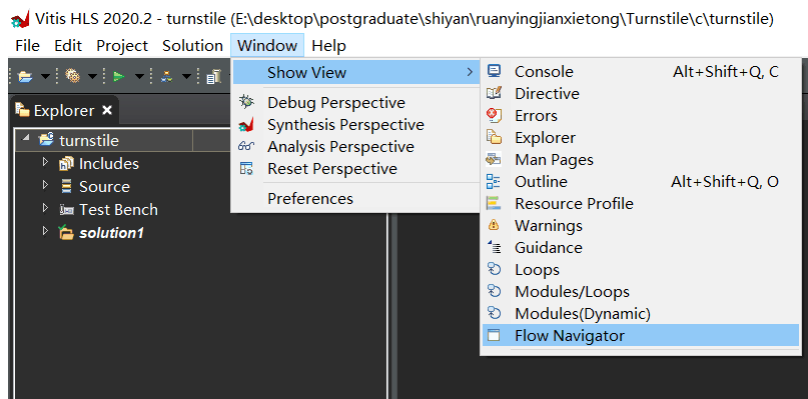 Vitis HLS 2020.2 - turnstile (E:\desktop\postgraduate\shiyan\ruanyingjianxietong\Turnstile\c\turnstile)
File Edit Project Solution Window Help
Explorer
turnstile
Includes
Source
Test Bench
solution1
Show View
Debug Perspective
Synthesis Perspective
Analysis Perspective
Reset Perspective
Preferences
Console Alt+Shift+Q, C
Directive
Errors
Explorer
Man Pages
Outline Alt+Shift+Q, O
Resource Profile
Warnings
Guidance
Loops
Modules/Loops
Modules(Dynamic)
Flow Navigator